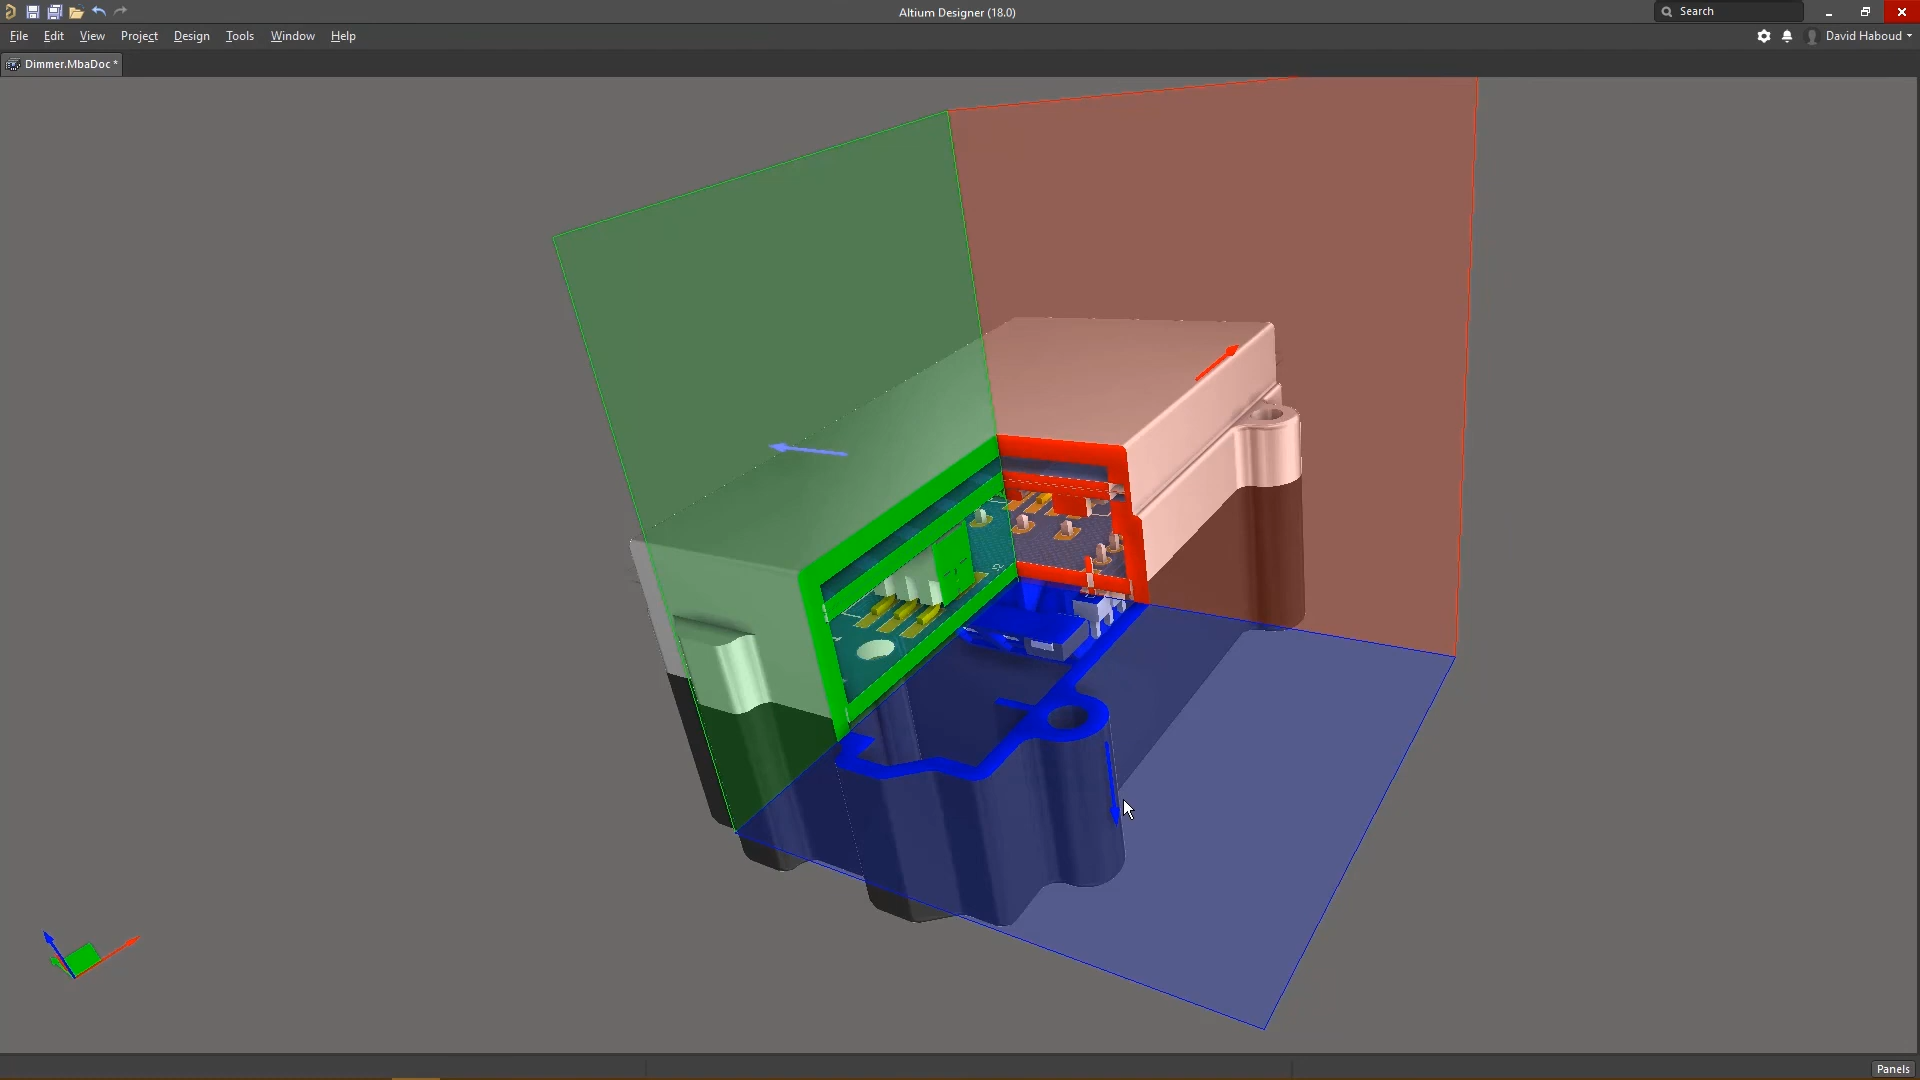 Altium Designer (18.0)
Search
File Edit View Project Design Tools Window Help
David Haboud
Dimmer.MbaDoc *
Panels